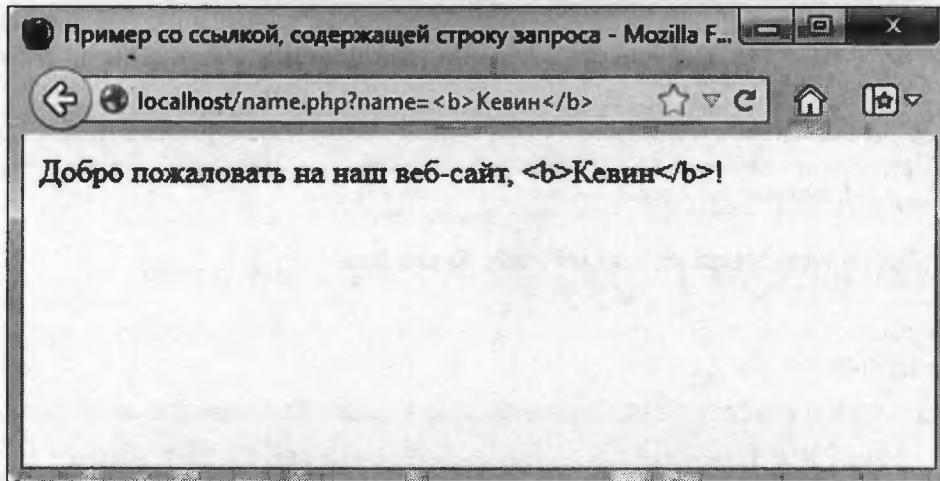 Пример со ссылкой, содержащей строку запроса - Mozilla F...
localhost/name.php?name=<b>Кевин</b>
Добро пожаловать на наш веб-сайт, <b>Кевин</b>!